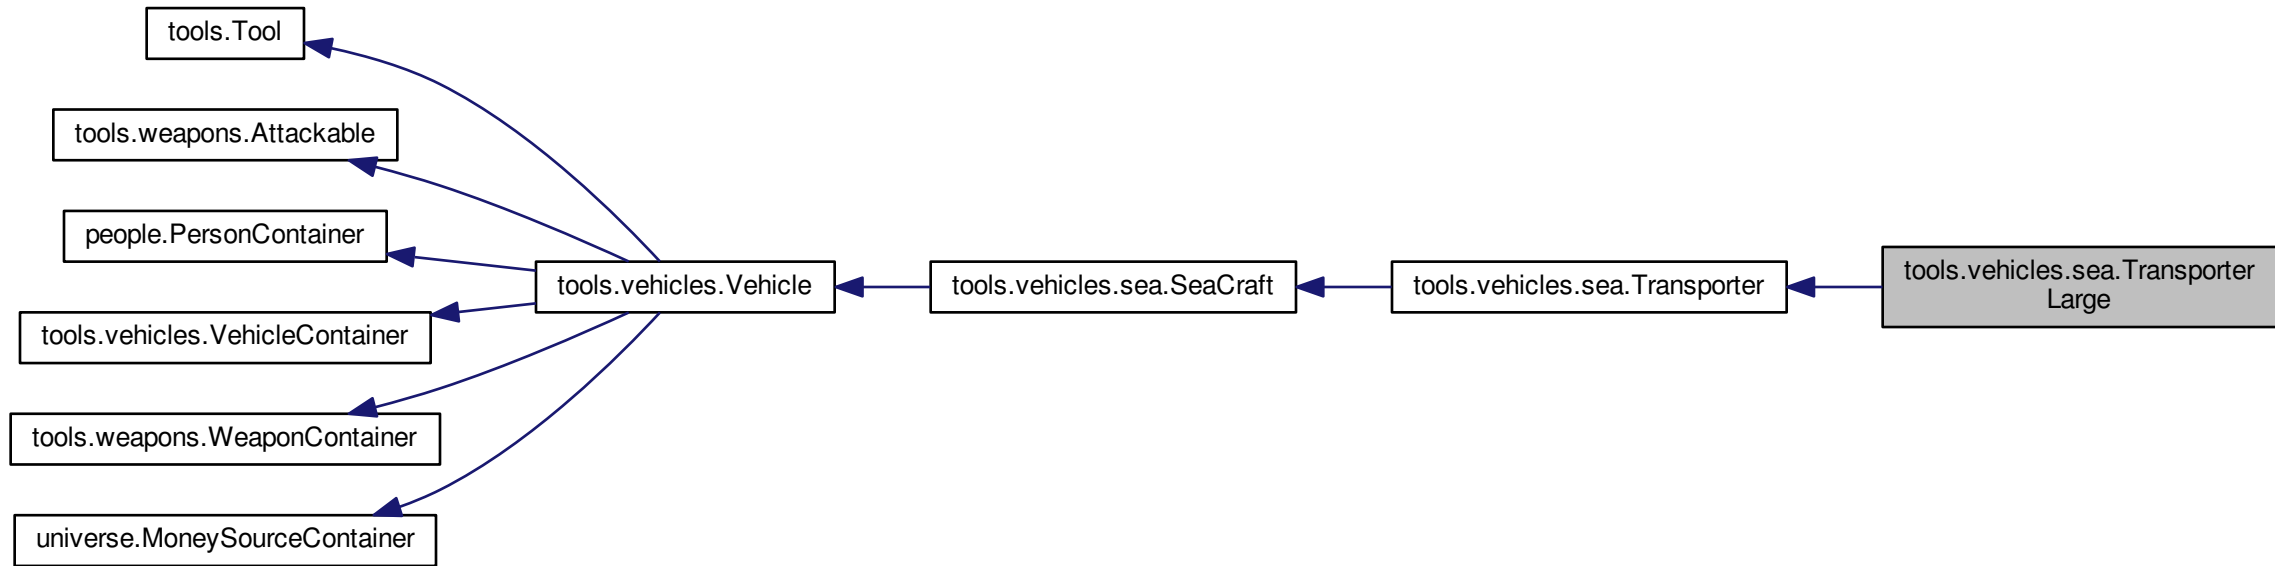 tools.Tool
tools.weapons.Attackable
people.PersonContainer
tools.vehicles.VehicleContainer
tools.weapons.WeaponContainer
universe.MoneySourceContainer
tools.vehicles.Vehicle
tools.vehicles.sea.SeaCraft
tools.vehicles.sea.Transporter
tools.vehicles.sea.Transporter
Large